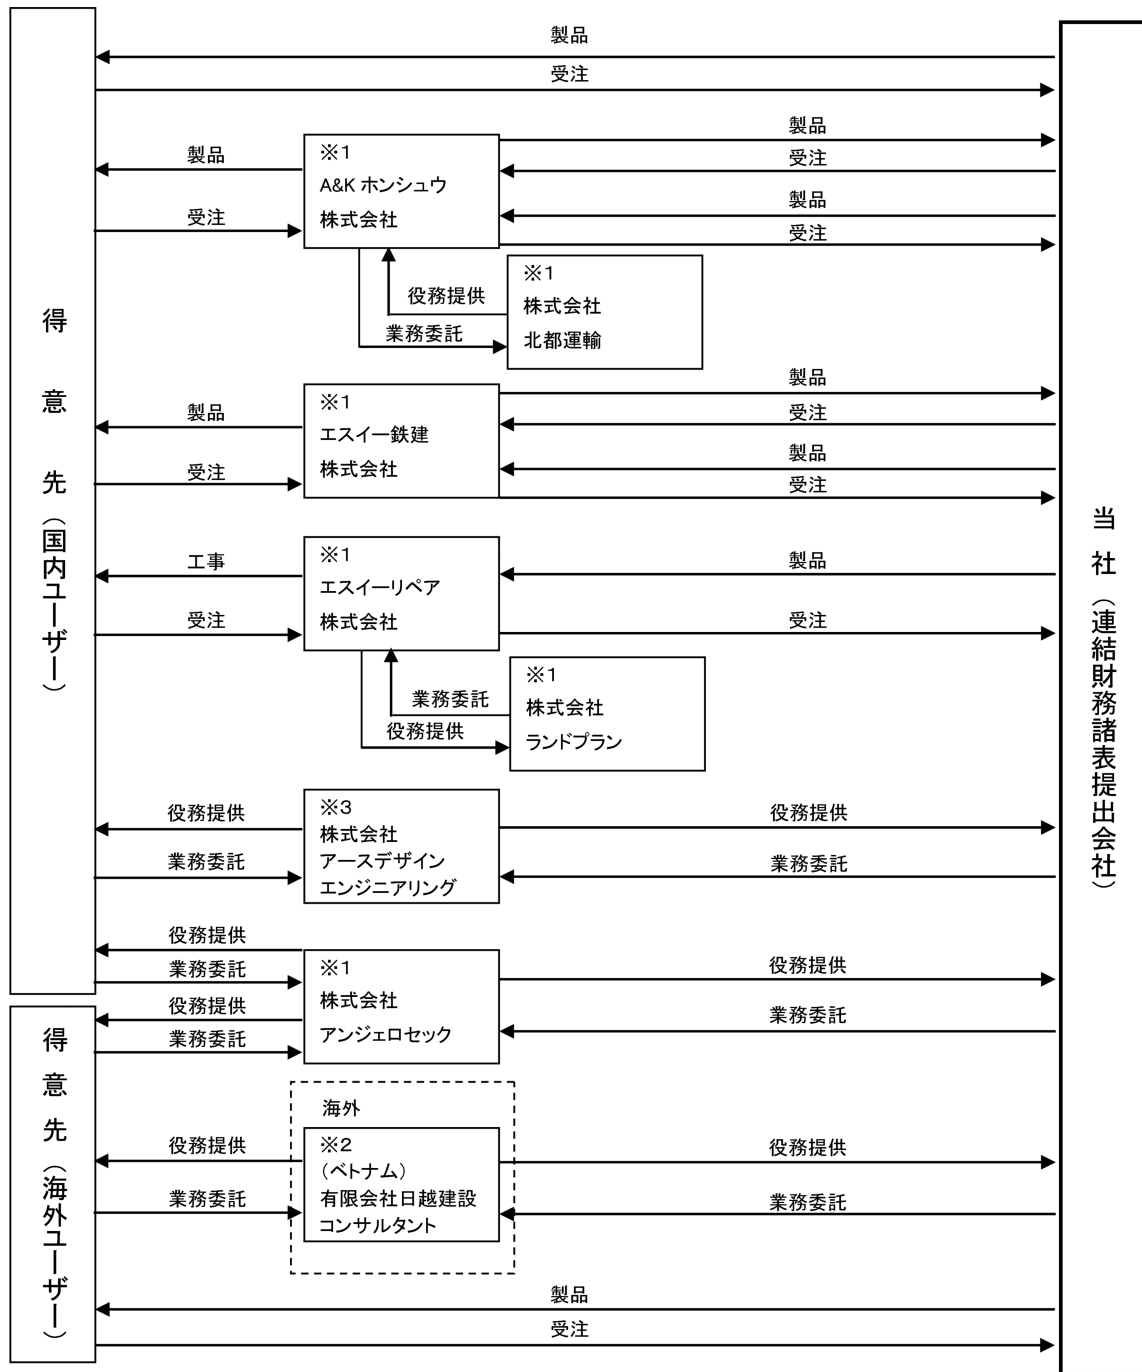 製品
受注
得意先（国内ユーザー）
製品
受注
※1
A&Kホンシュウ
株式会社
製品
受注
製品
受注
役務提供
業務委託
※1
株式会社
北都運輸
製品
受注
※1
エスイー鉄建
株式会社
製品
受注
製品
受注
工事
受注
※1
エスイーリペア
株式会社
製品
受注
業務委託
役務提供
※1
株式会社
ランドプラン
役務提供
業務委託
※3
株式会社
アースデザイン
エンジニアリング
役務提供
業務委託
役務提供
業務委託
役務提供
業務委託
※1
株式会社
アンジェロセック
役務提供
業務委託
得意先（海外ユーザー）
海外
役務提供
業務委託
※2
（ベトナム）
有限会社日越建設
コンサルタント
役務提供
業務委託
製品
受注
当社（連結財務諸表提出会社）